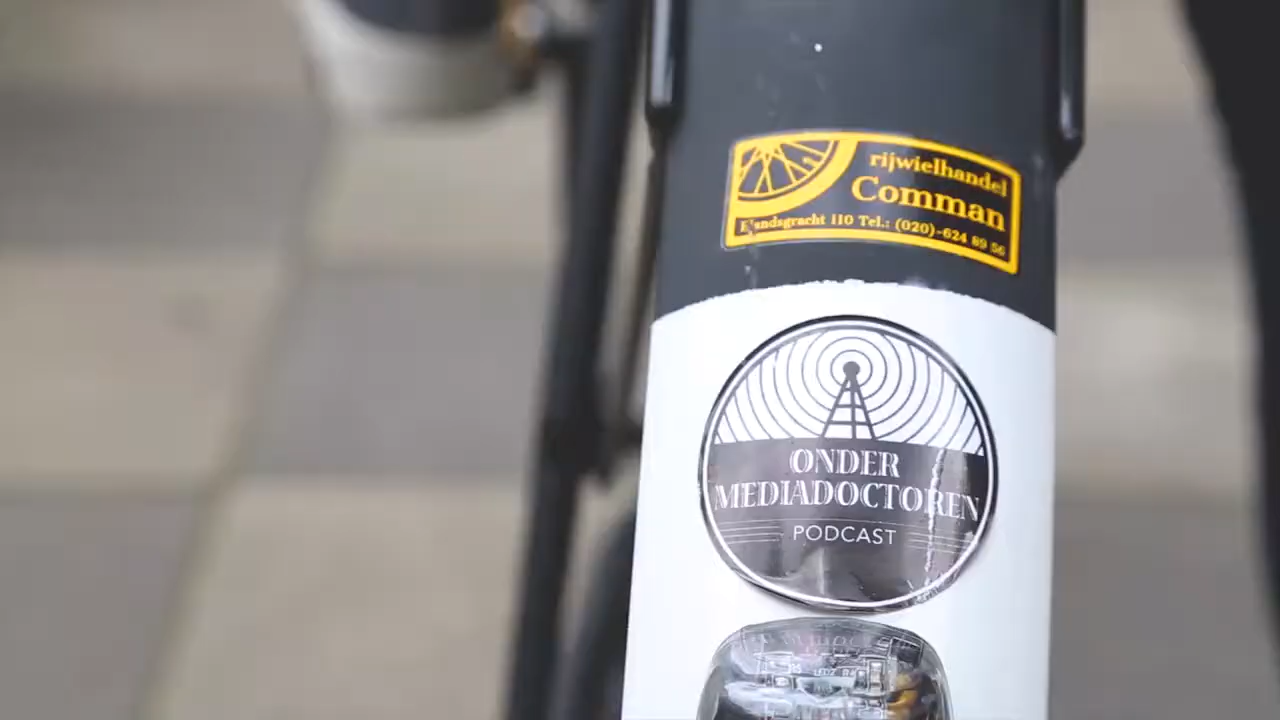 rijwielhandel
Comman
Elandsgracht 110 Tel.: (020)-624 89 56
ONDER
MEDIADOCTOREN
PODCAST